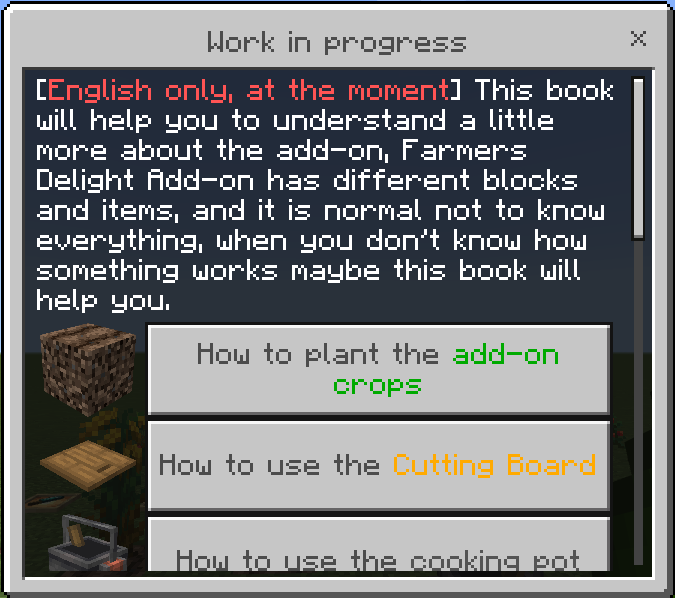 Work in progress
[English only, at the moment] This book
will help you to understand a little
more about the add-on, Farmers
Delight Add-on has different blocks
and items, and it is normal not to know
everything, when you don't know how
something works maybe this book will
help you.
How to plant the add-on
crops
How to use the Cutting Board
How to use the cooking pot